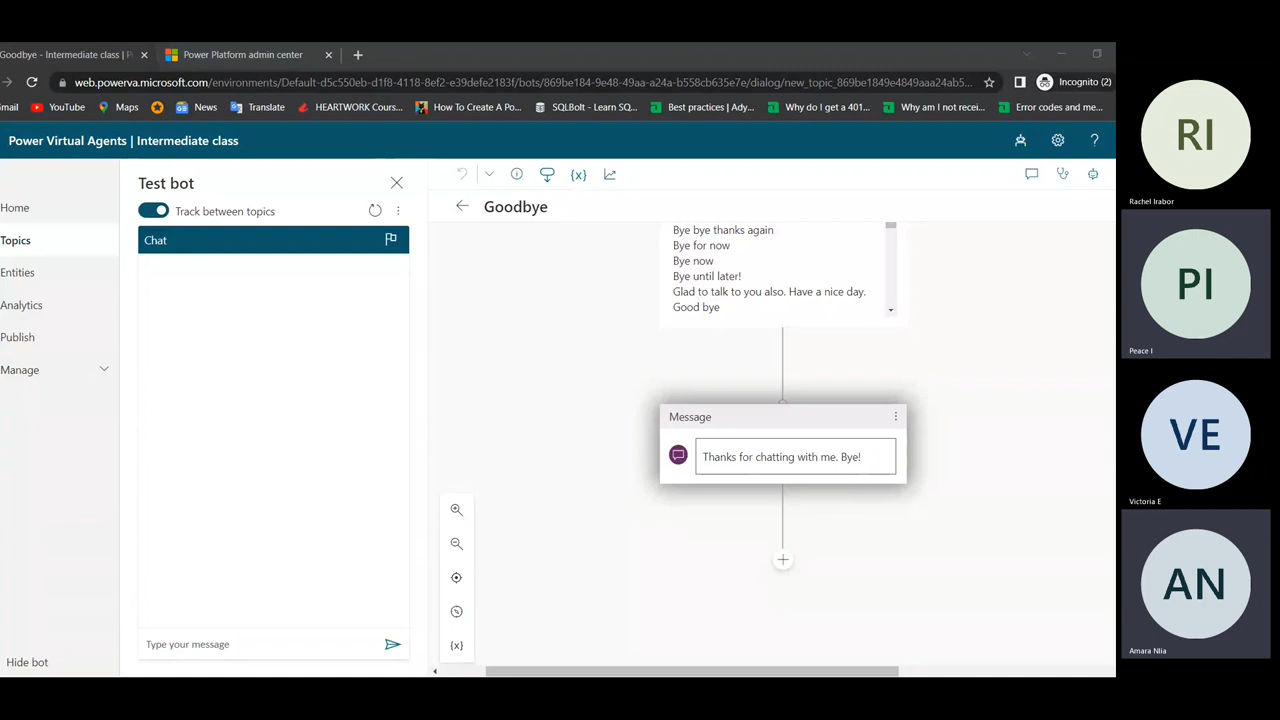 Goodbye - Intermediate class | P
Power Platform admin center
web.powerva.microsoft.com/environments/Default-d5c550eb-d1f8-4118-8ef2-e39defe2183f/bots/869be184-9e48-49aa-a24a-b558cb635e7e/dialog/new_topic_869be1849e4849aaa24ab5...
Incognito (2)
mail
YouTube
Maps
News
Translate
HEARTWORK Cours...
How To Create A Po...
SQLBolt - Learn SQ...
Best practices | Ady...
Why do I get a 401...
Why am I not recei...
Error codes and me...
Power Virtual Agents | Intermediate class
Home
Topics
Entities
Analytics
Publish
Manage
Hide bot
Test bot
Track between topics
Chat
Type your message
{x}
Goodbye
Bye bye thanks again
Bye for now
Bye now
Bye until later!
Glad to talk to you also. Have a nice day.
Good bye
Message
Thanks for chatting with me. Bye!
{x}
RI
Rachel Irabor
PI
Peace I
VE
Victoria E
AN
Amara Nlia